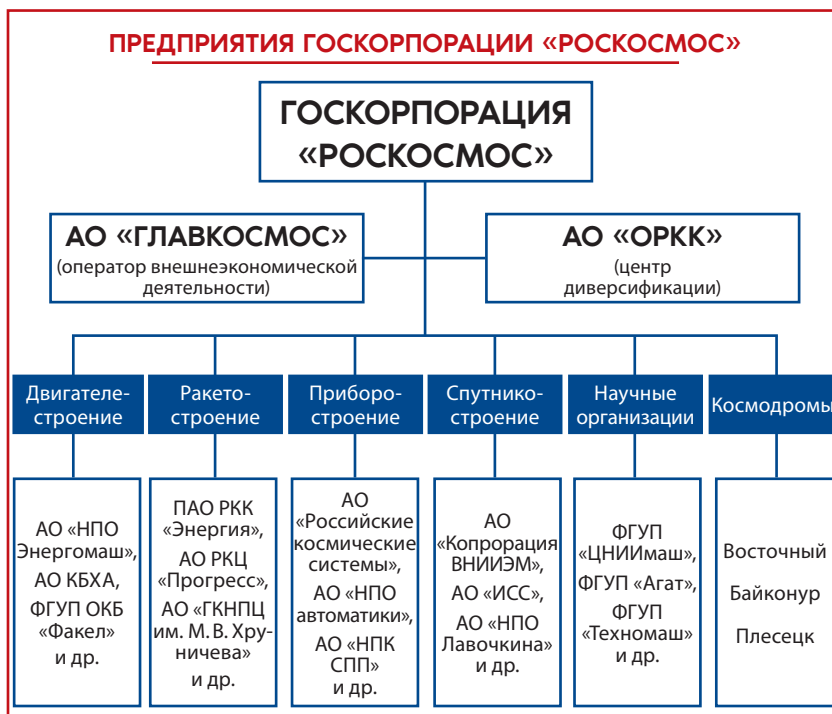 ПРЕДПРИЯТИЯ ГОСКОРПОРАЦИИ «РОСКОСМОС»
ГОСКОРПОРАЦИЯ
«РОСКОСМОС»
АО «ГЛАВКОСМОС»
(оператор внешнеэкономической
деятельности)
АО «ОРКК»
(центр
диверсификации)
Двигателе-
строение
Ракето-
строение
Приборо-
строение
Спутнико-
строение
Научные
организации
Космодромы
АО «НПО
Энергомаш»,
АО КБХА,
ФГУП ОКБ
«Факел»
и др.
ПАО РКК
«Энергия»,
АО РКЦ
«Прогресс»,
АО «ГКНПЦ
им. М. В. Хру-
ничева»
и др.
АО
«Российские
космические
системы»,
АО «НПО
автоматики»,
АО «НПК
СПП»
и др.
АО
«Копрорация
ВНИИЭМ»,
АО «ИСС»,
АО «НПО
Лавочкина»
и др.
ФГУП
«ЦНИИмаш»,
ФГУП «Агат»,
ФГУП
«Техномаш»
и др.
Восточный
Байконур
Плесецк